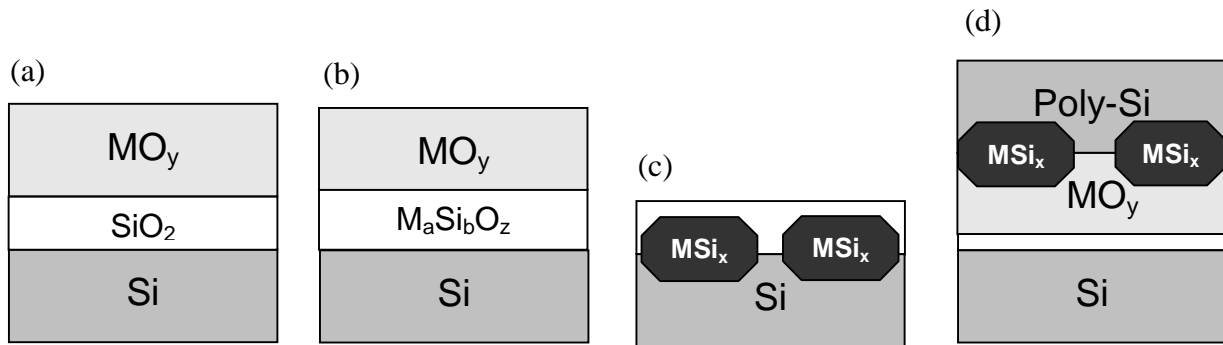 (a)
MOy
SiO2
Si
(b)
MOy
MaSibOz
Si
(c)
MSix
MSix
Si
(d)
Poly-Si
MSix
MSix
MOy
Si